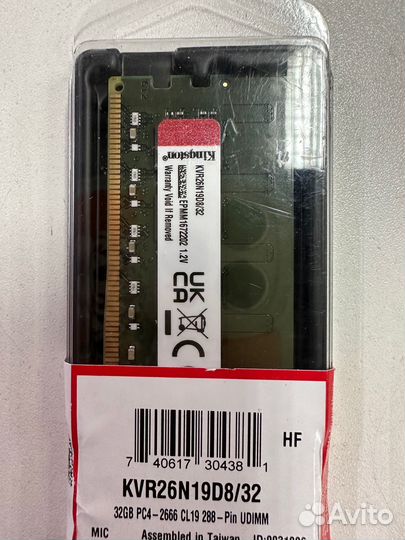 Kingston
KVR26N19D8/32
EPMM1672202 1.2V
Warranty Void If Removed
UK
CA
HF
7 40617 30438 1
KVR26N19D8/32
32GB PC4-2666 CL19 288-Pin UDIMM
MIC
Assembled in Taiwan
Avito